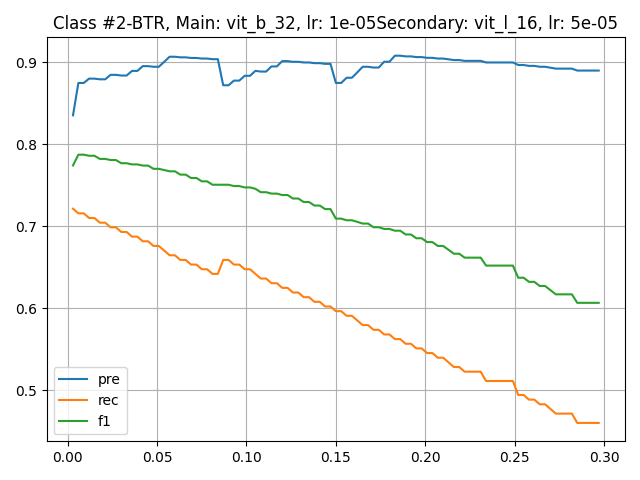 Class #2-BTR, Main: vit_b_32, lr: 1e-05Secondary: vit_l_16, lr: 5e-05
0.9
0.8
0.7
0.6
0.5
pre
rec
f1
0.00 0.05 0.10 0.15 0.20 0.25 0.30